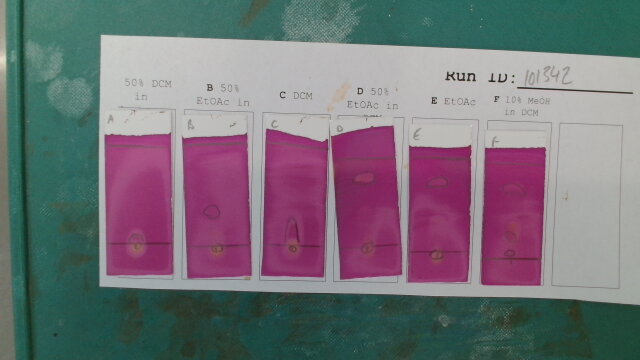 Run ID: 101342
50% DCM
in
B 50%
EtOAc in
C DCM
D 50%
EtOAc in
E EtOAc
F 10% MeOH
in DCM
A
B
C
D
E
F